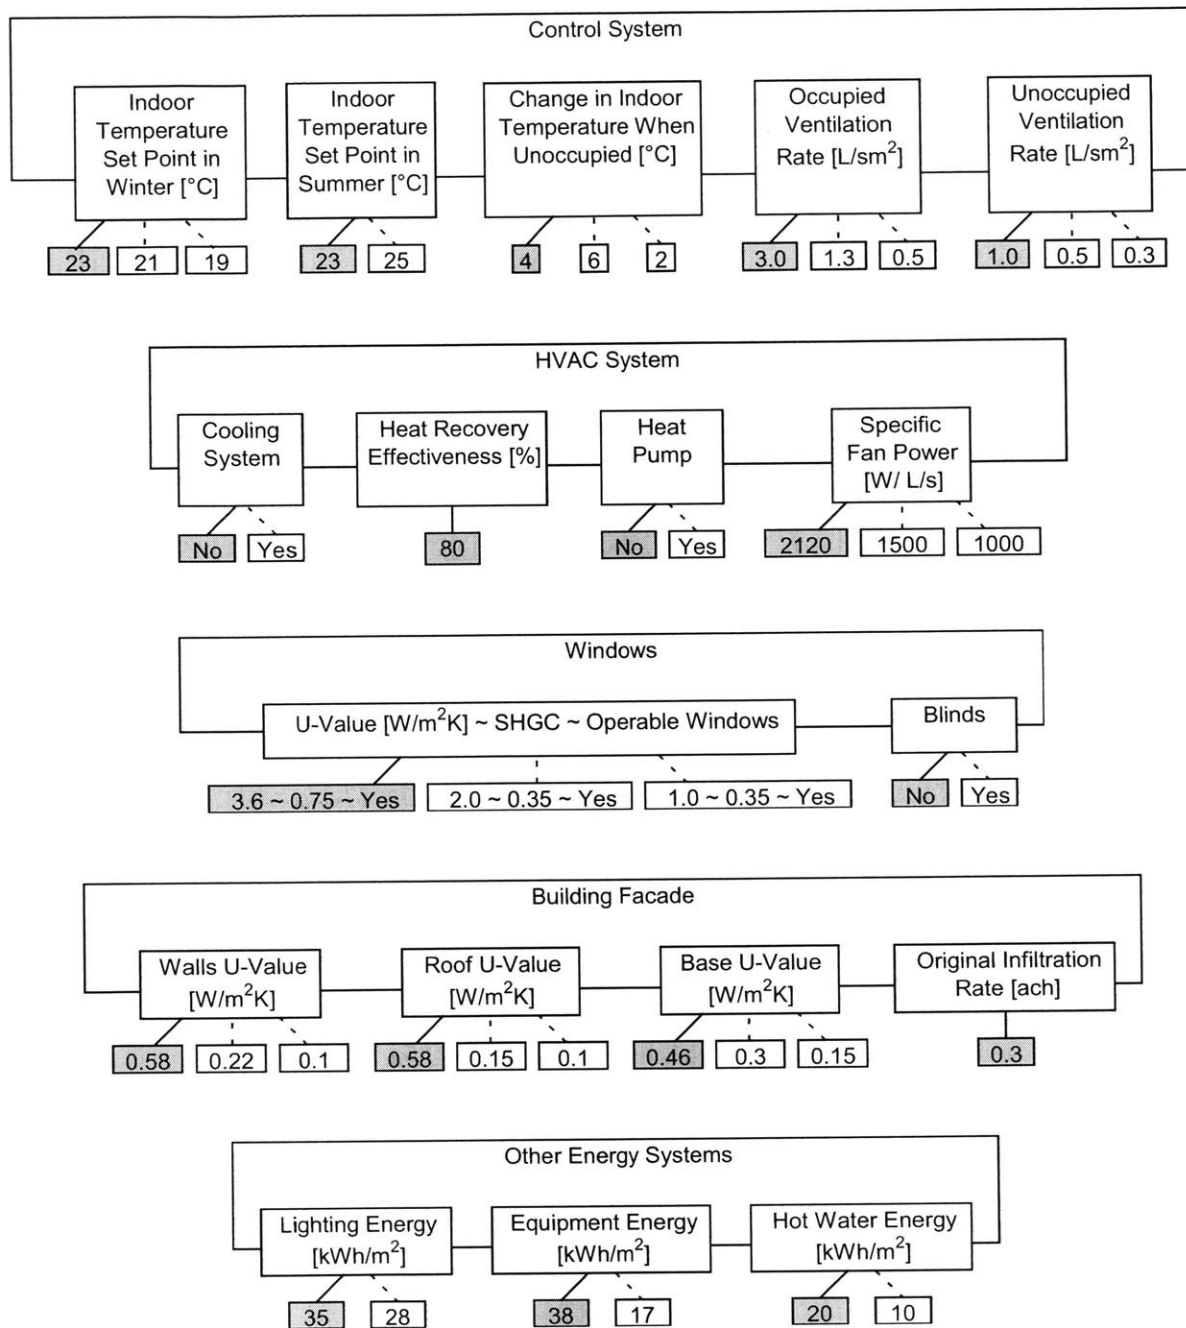 Control System
Indoor
Temperature
Set Point in
Winter [°C]
Indoor
Temperature
Set Point in
Summer [°C]
Change in Indoor
Temperature When
Unoccupied [°C]
Occupied
Ventilation
Rate [L/sm²]
Unoccupied
Ventilation
Rate [L/sm²]
23 21 19
23 25
4 6 2
3.0 1.3 0.5
1.0 0.5 0.3
HVAC System
Cooling
System
Heat Recovery
Effectiveness [%]
Heat
Pump
Specific
Fan Power
[W/ L/s]
No Yes
80
No Yes
2120 1500 1000
Windows
U-Value [W/m²K] ~ SHGC ~ Operable Windows
Blinds
3.6 ~ 0.75 ~ Yes 2.0 ~ 0.35 ~ Yes 1.0 ~ 0.35 ~ Yes
No Yes
Building Facade
Walls U-Value
[W/m²K]
Roof U-Value
[W/m²K]
Base U-Value
[W/m²K]
Original Infiltration
Rate [ach]
0.58 0.22 0.1
0.58 0.15 0.1
0.46 0.3 0.15
0.3
Other Energy Systems
Lighting Energy
[kWh/m²]
Equipment Energy
[kWh/m²]
Hot Water Energy
[kWh/m²]
35 28
38 17
20 10